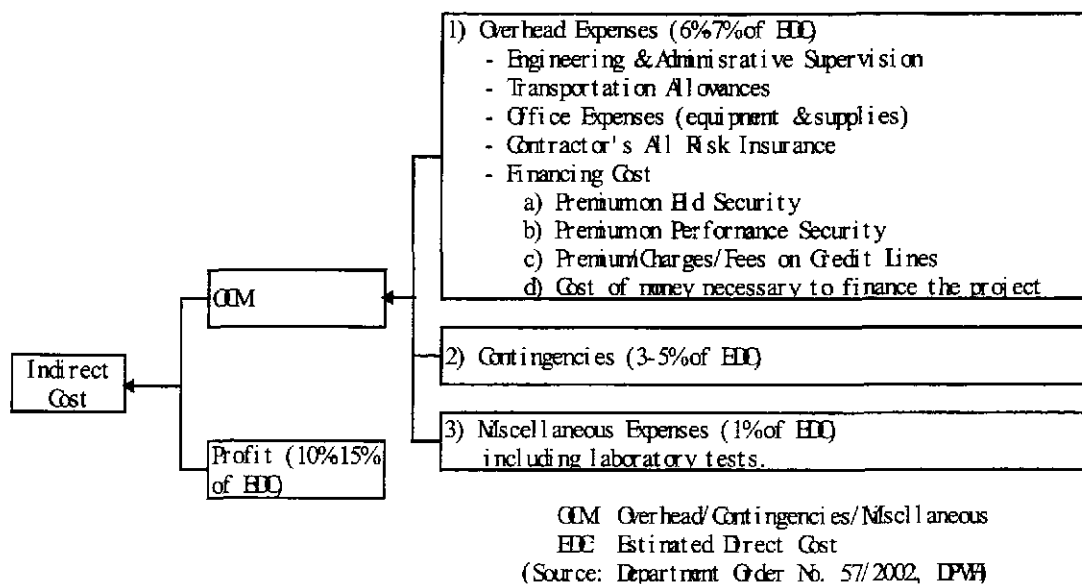 1) Overhead Expenses (6%-7% of EDC)
- Engineering & Adminisrative Supervision
- Transportation Allowances
- Office Expenses (equipment & supplies)
- Contractor's All Risk Insurance
- Financing Cost
a) Premium on Bid Security
b) Premium on Performance Security
c) Premium/Charges/Fees on Credit Lines
d) Cost of money necessary to finance the project
OCM
2) Contingencies (3-5% of EDC)
Indirect
Cost
3) Miscellaneous Expenses (1% of EDC)
including laboratory tests.
Profit (10%-15%
of EDC)
OCM Overhead/Contingencies/Miscllaneous
EDC Estimated Direct Cost
(Source: Department Order No. 57/2002, DPWH)